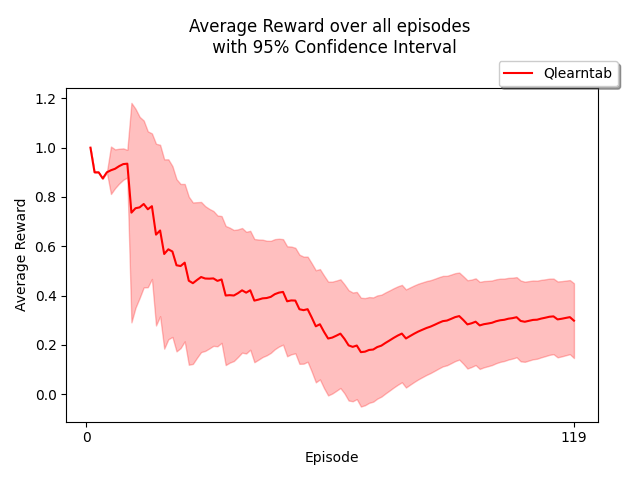 Average Reward over all episodes
with 95% Confidence Interval
Qlearntab
1.2
1.0
0.8
0.6
0.4
0.2
0.0
Average Reward
0
119
Episode